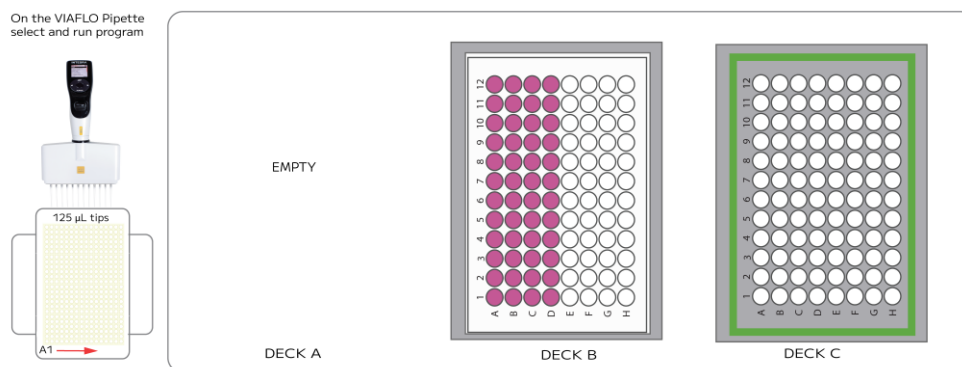 On the VIAFLO Pipette
select and run program
125 µL tips
A1
EMPTY
DECK A
12
11
10
9
8
7
6
5
4
3
2
1
A B C D E F G H
DECK B
12
11
10
9
8
7
6
5
4
3
2
1
A B C D E F G H
DECK C